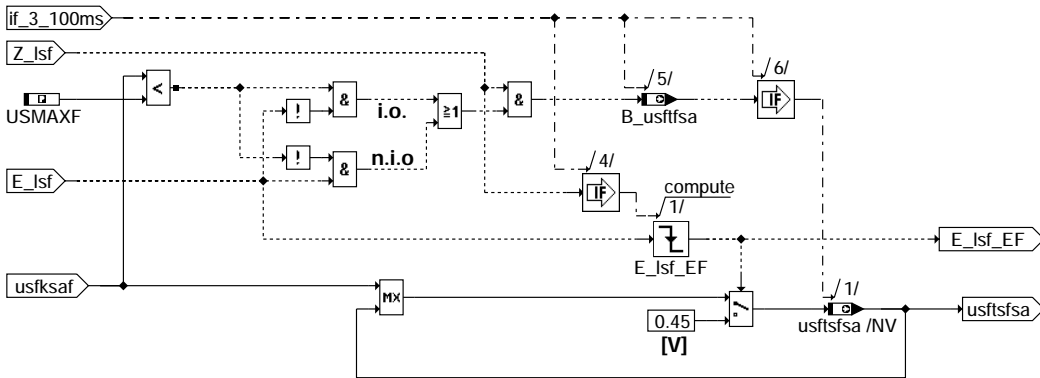 if_3_100ms
Z_lsf
/6/
/5/
<
USMAXF
!
&
i.o.
≥1
&
B_usftfsa
IF
!
&
n.i.o
E_lsf
/4/
IF
compute
/1/
E_lsf_EF
E_lsf_EF
usfksaf
MX
/1/
0.45
[V]
usftsfsa /NV
usftsfsa